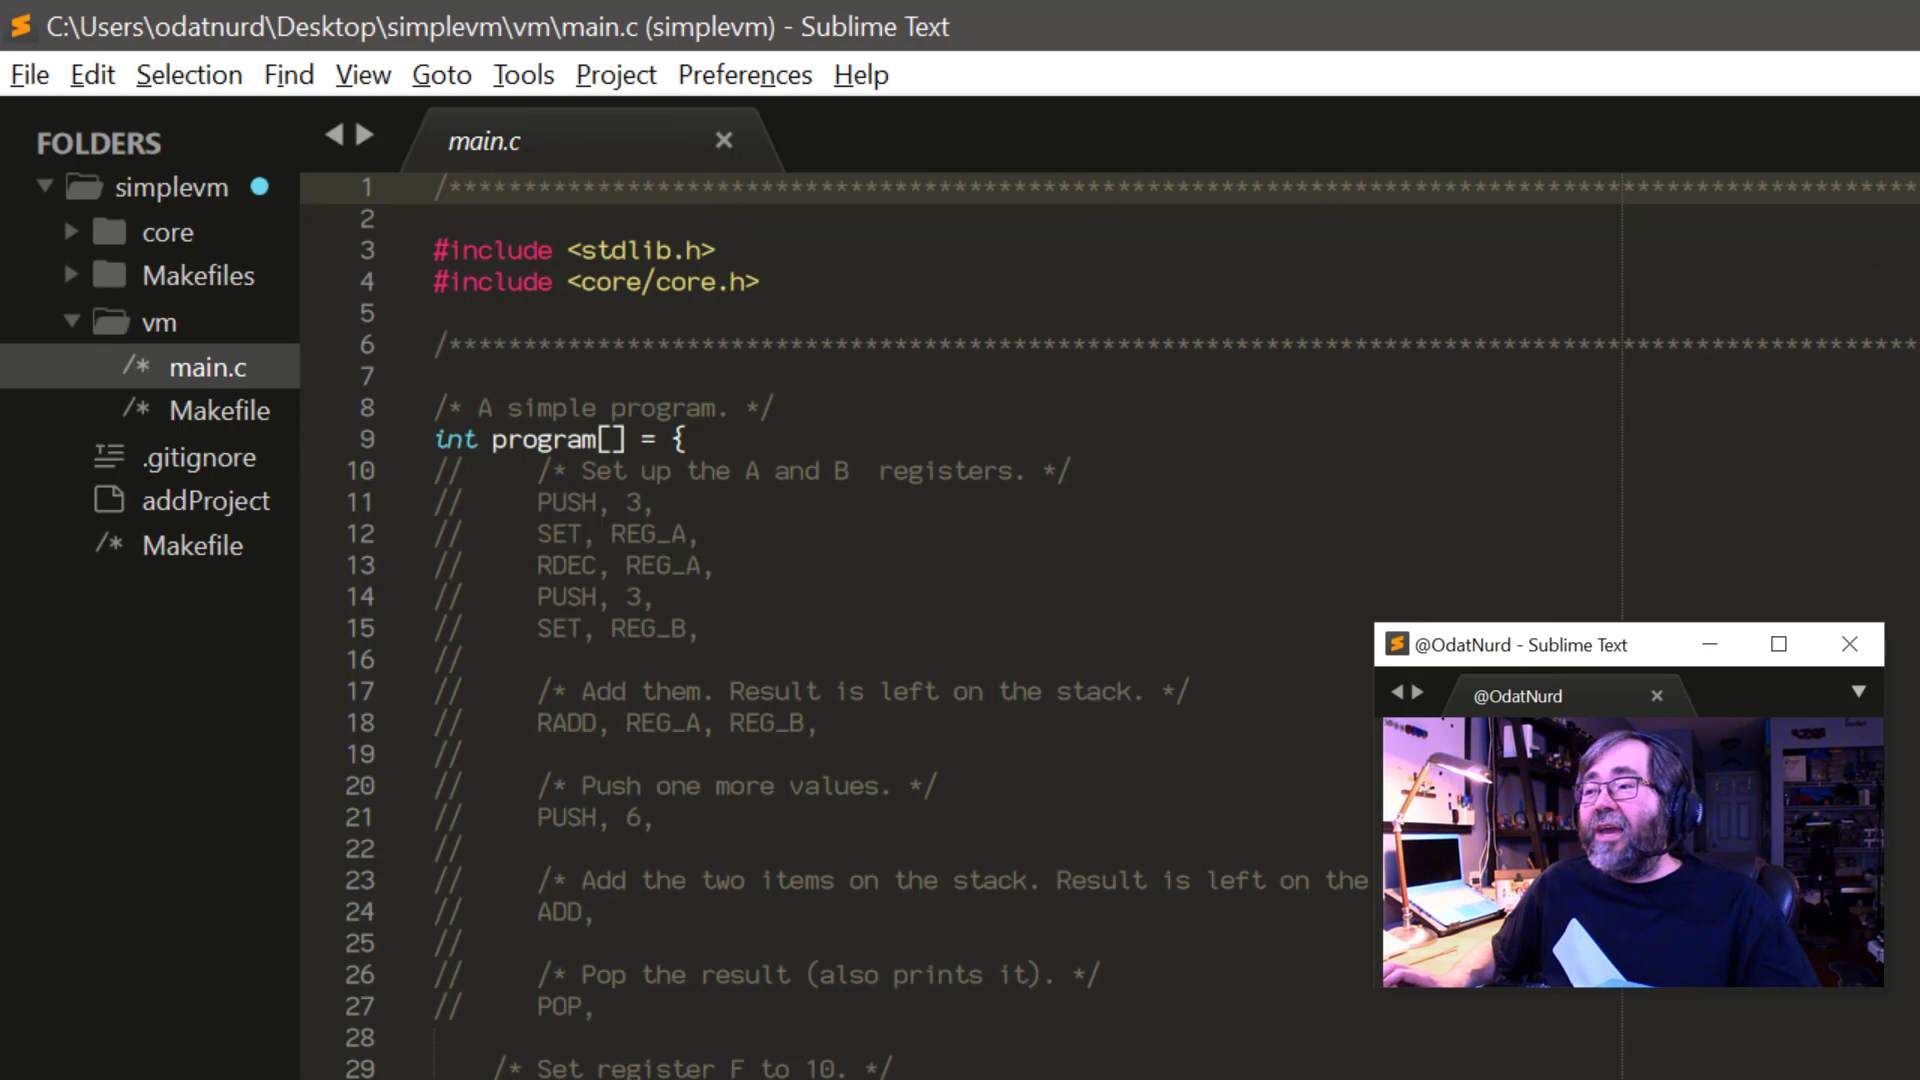 C:\Users\odatnurd\Desktop\simplevm\vm\main.c (simplevm) - Sublime Text
File Edit Selection Find View Goto Tools Project Preferences Help
FOLDERS
simplevm
core
Makefiles
vm
/* main.c
/* Makefile
.gitignore
addProject
/* Makefile
main.c
1 /****************************************************************************************************
2
3 #include <stdlib.h>
4 #include <core/core.h>
5
6 /****************************************************************************************************
7
8 /* A simple program. */
9 int program[] = {
10 // /* Set up the A and B  registers. */
11 // PUSH, 3,
12 // SET, REG_A,
13 // RDEC, REG_A,
14 // PUSH, 3,
15 // SET, REG_B,
16 //
17 // /* Add them. Result is left on the stack. */
18 // RADD, REG_A, REG_B,
19 //
20 // /* Push one more values. */
21 // PUSH, 6,
22 //
23 // /* Add the two items on the stack. Result is left on the
24 // ADD,
25 //
26 // /* Pop the result (also prints it). */
27 // POP,
28
29 /* Set register F to 10. */
@OdatNurd - Sublime Text
@OdatNurd